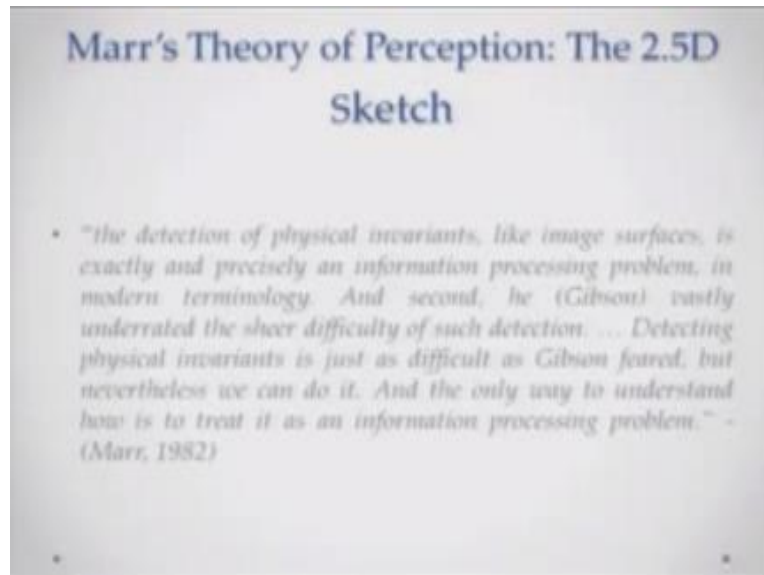 Marr's Theory of Perception: The 2.5D
Sketch
• "the detection of physical invariants, like image surfaces, is
exactly and precisely an information processing problem, in
modern terminology. And second, he (Gibson) vastly
underrated the sheer difficulty of such detection. ... Detecting
physical invariants is just as difficult as Gibson feared, but
nevertheless we can do it. And the only way to understand
how is to treat it as an information processing problem." -
(Marr, 1982)